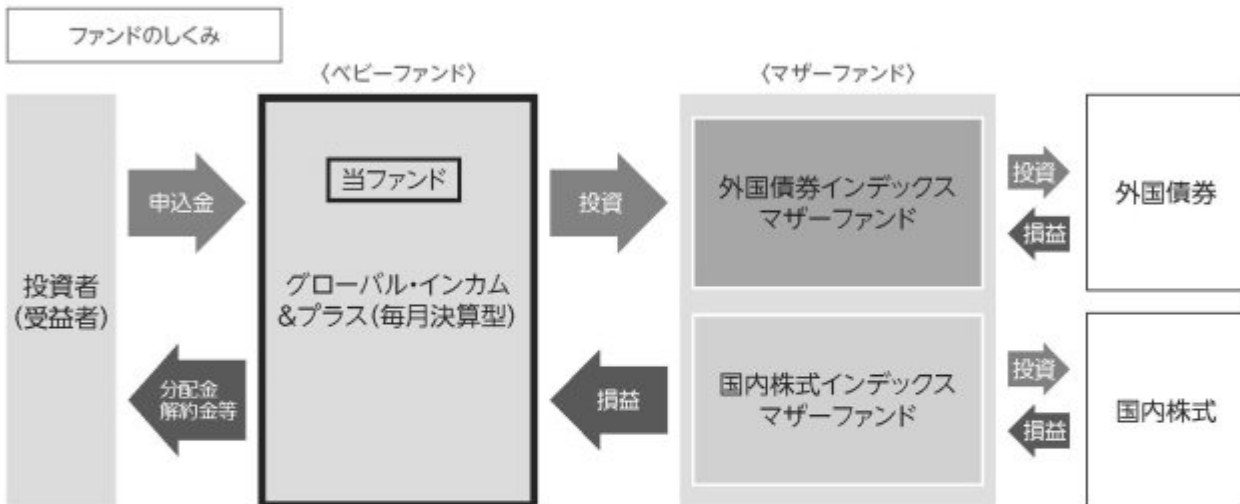 ファンドのしくみ
〈ベビーファンド〉
〈マザーファンド〉
投資者
(受益者)
申込金
分配金
解約金等
当ファンド
グローバル・インカム
&プラス(毎月決算型)
投資
損益
外国債券インデックス
マザーファンド
国内株式インデックス
マザーファンド
投資
損益
外国債券
投資
損益
国内株式